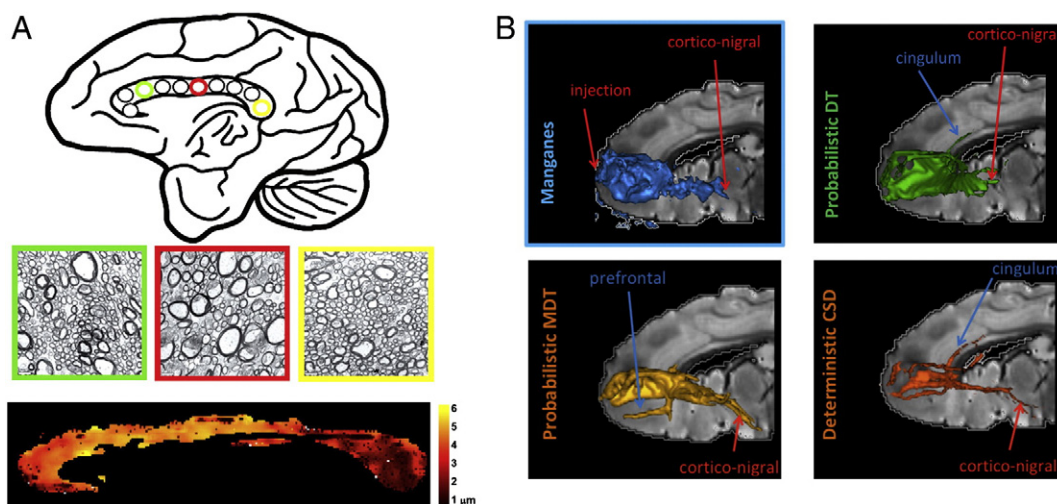 A
B
6
5
4
3
2
1 µm
Manganes
injection
cortico-nigral
Probabilistic DT
cingulum
cortico-nigral
Probabilistic MDT
prefrontal
cortico-nigral
Deterministic CSD
cingulum
cortico-nigral